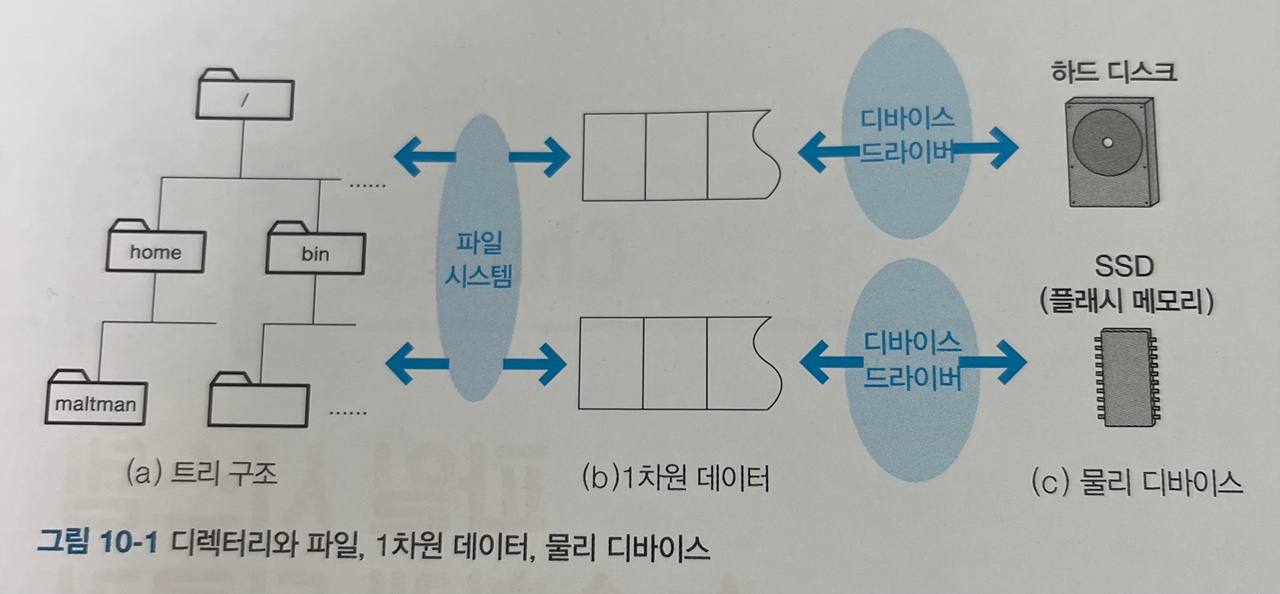 /
home
bin
......
maltman
......
(a) 트리 구조
파일
시스템
(b)1차원 데이터
디바이스
드라이버
디바이스
드라이버
하드 디스크
SSD
(플래시 메모리)
(c) 물리 디바이스
그림 10-1 디렉터리와 파일, 1차원 데이터, 물리 디바이스